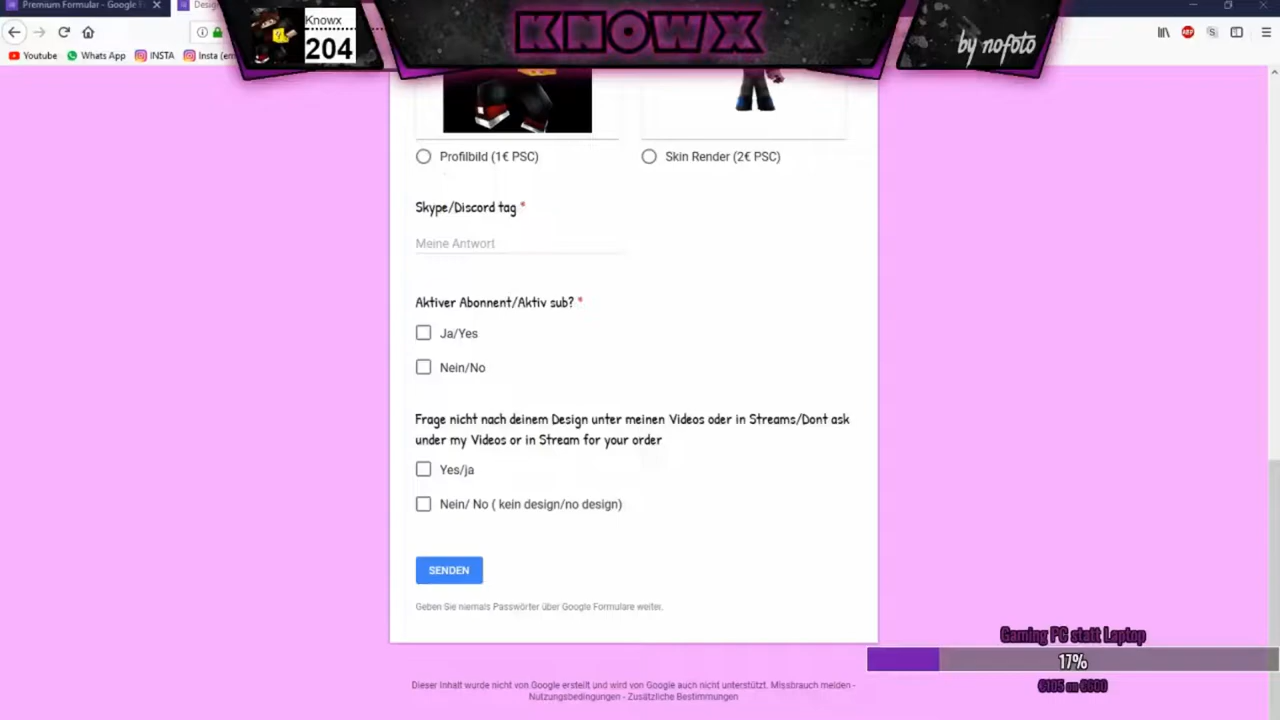 Premium Formular - Google F
Desig
Knowx
204
KNOWX
by nofoto
Youtube
Whats App
INSTA
Insta (em
Profilbild (1€ PSC)
Skin Render (2€ PSC)
Skype/Discord tag *
Meine Antwort
Aktiver Abonnent/Aktiv sub? *
Ja/Yes
Nein/No
Frage nicht nach deinem Design unter meinen Videos oder in Streams/Dont ask
under my Videos or in Stream for your order
Yes/ja
Nein/ No ( kein design/no design)
SENDEN
Geben Sie niemals Passwörter über Google Formulare weiter.
Gaming PC statt Laptop
17%
€105 on €600
Dieser Inhalt wurde nicht von Google erstellt und wird von Google auch nicht unterstützt. Missbrauch melden -
Nutzungsbedingungen - Zusätzliche Bestimmungen